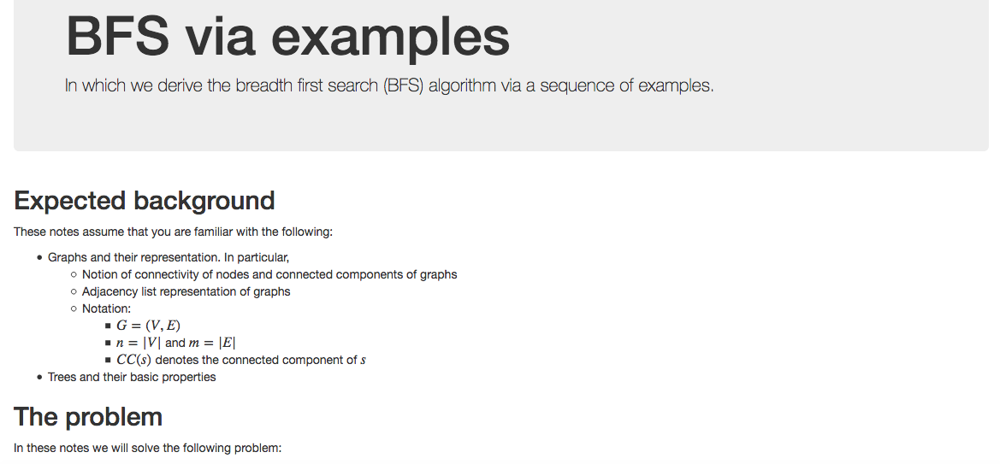 BFS via examples
In which we derive the breadth first search (BFS) algorithm via a sequence of examples.
Expected background
These notes assume that you are familiar with the following:
• Graphs and their representation. In particular,
◦ Notion of connectivity of nodes and connected components of graphs
◦ Adjacency list representation of graphs
◦ Notation:
▪ G = (V, E)
▪ n = |V| and m = |E|
▪ CC(s) denotes the connected component of s
• Trees and their basic properties
The problem
In these notes we will solve the following problem: